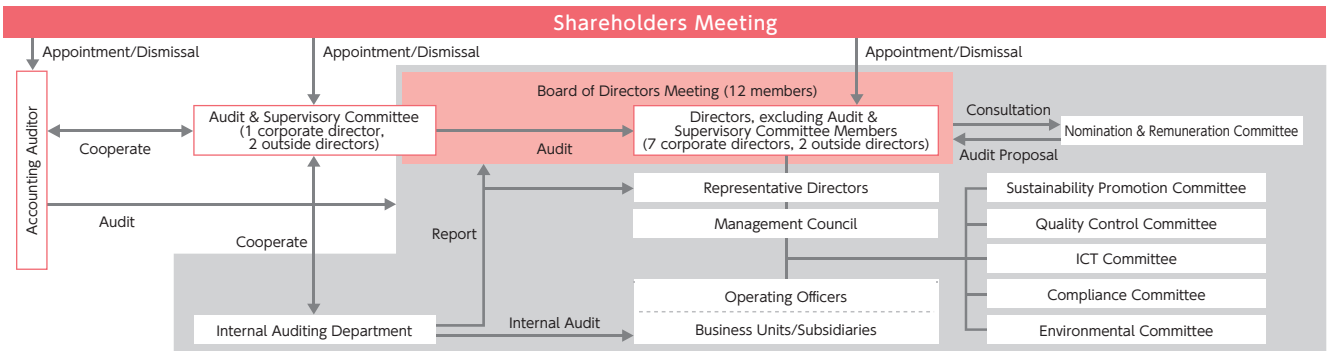 Shareholders Meeting
Appointment/Dismissal
Appointment/Dismissal
Appointment/Dismissal
Accounting Auditor
Cooperate
Audit & Supervisory Committee
(1 corporate director,
2 outside directors)
Board of Directors Meeting (12 members)
Audit
Directors, excluding Audit &
Supervisory Committee Members
(7 corporate directors, 2 outside directors)
Consultation
Nomination & Remuneration Committee
Audit Proposal
Audit
Cooperate
Report
Representative Directors
Management Council
Sustainability Promotion Committee
Quality Control Committee
ICT Committee
Compliance Committee
Environmental Committee
Internal Auditing Department
Internal Audit
Operating Officers
Business Units/Subsidiaries